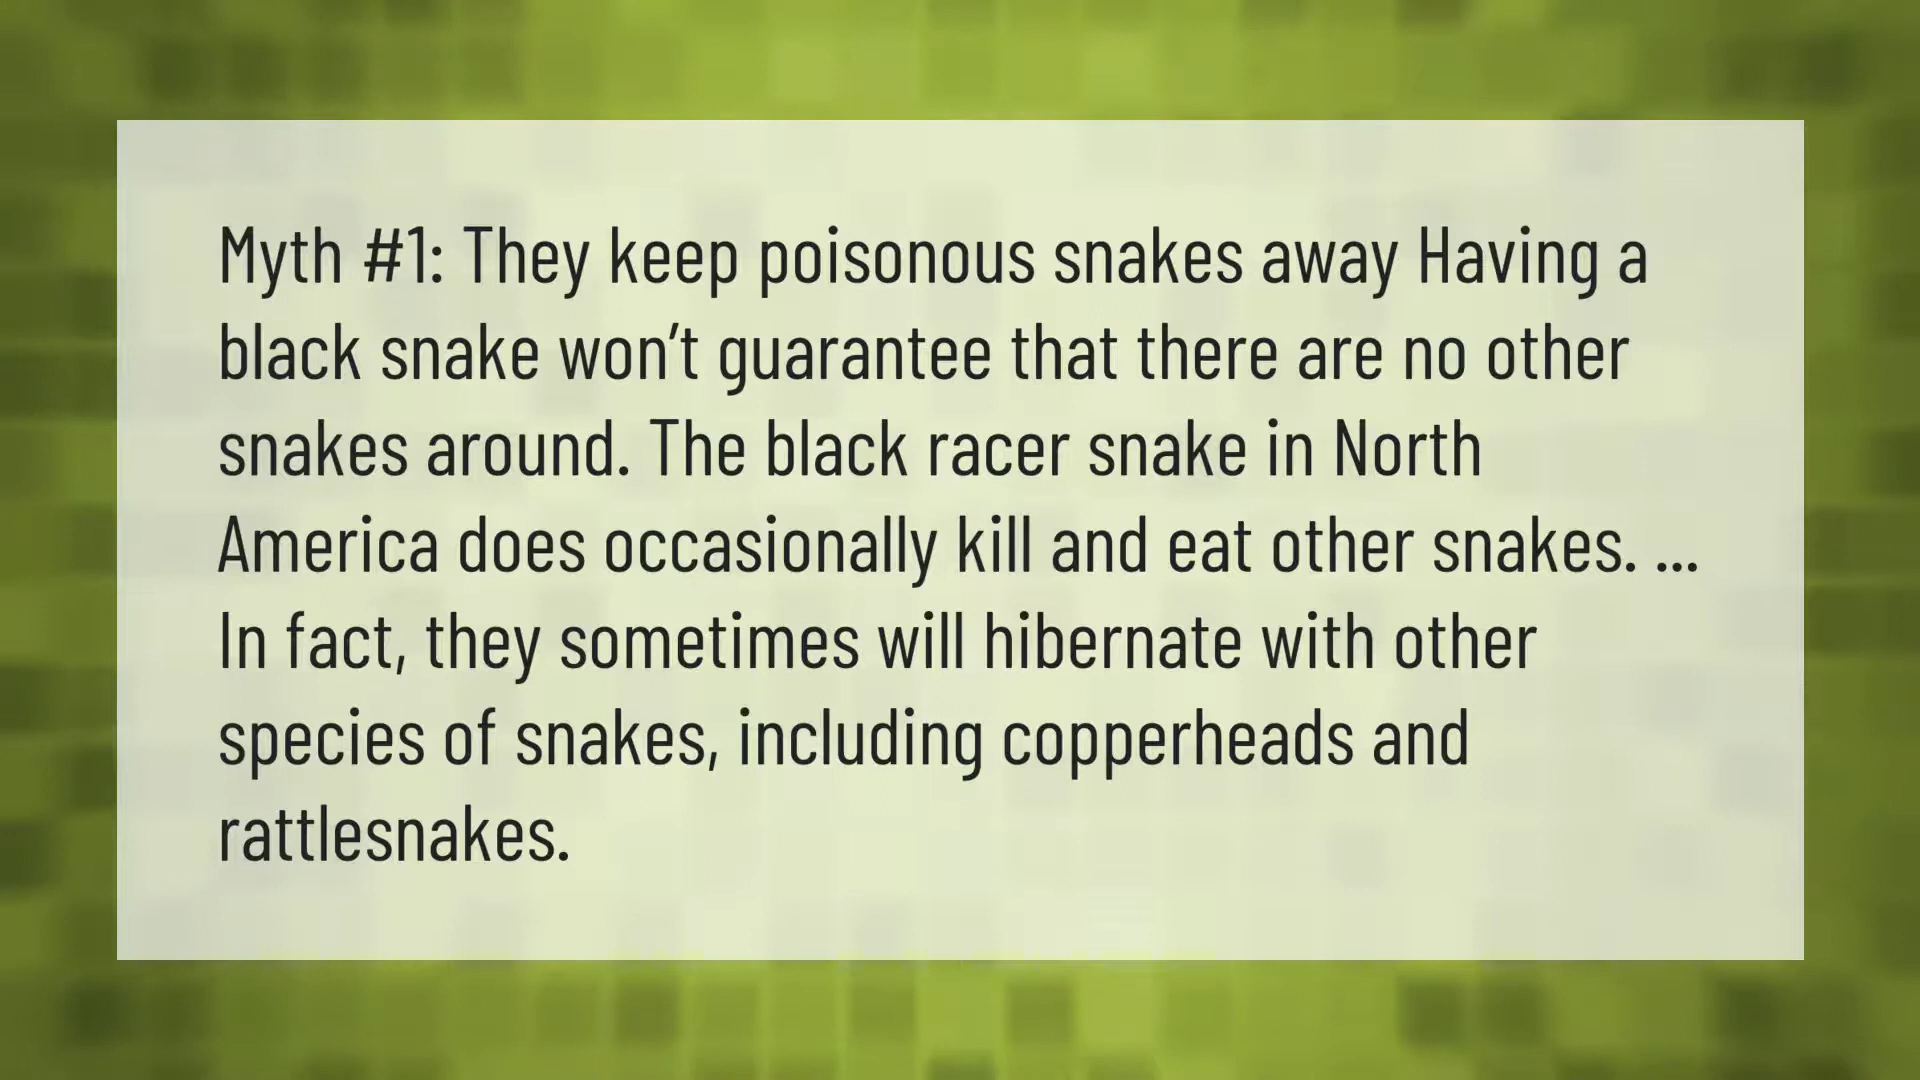 Myth #1: They keep poisonous snakes away Having a
black snake won’t guarantee that there are no other
snakes around. The black racer snake in North
America does occasionally kill and eat other snakes. ...
In fact, they sometimes will hibernate with other
species of snakes, including copperheads and
rattlesnakes.